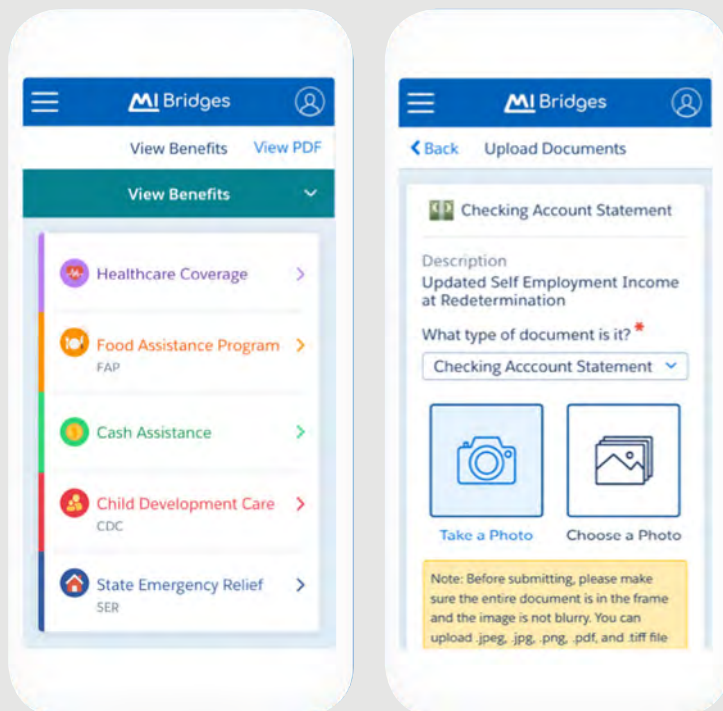 MI Bridges
View Benefits View PDF
View Benefits
Healthcare Coverage
Food Assistance Program
FAP
Cash Assistance
Child Development Care
CDC
State Emergency Relief
SER
MI Bridges
Back Upload Documents
Checking Account Statement
Description
Updated Self Employment Income
at Redetermination
What type of document is it? *
Checking Acccount Statement
Take a Photo Choose a Photo
Note: Before submitting, please make
sure the entire document is in the frame
and the image is not blurry. You can
upload .jpeg, .jpg, .png, .pdf, and .tiff file